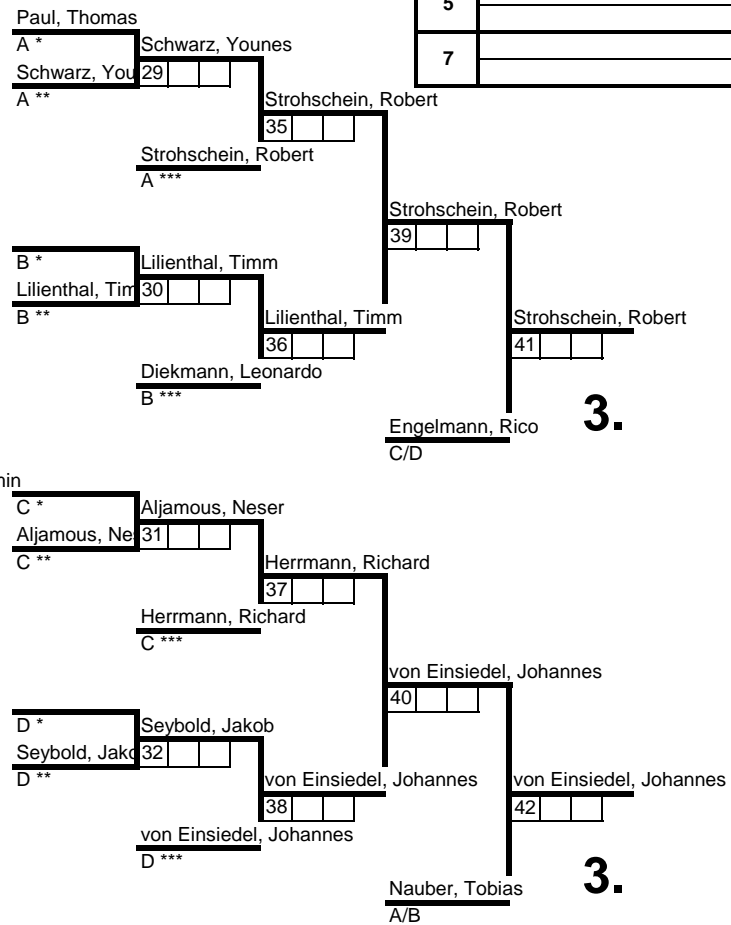 5
7
Paul, Thomas
A *
Schwarz, Younes
Schwarz, You
29
A **
Strohschein, Robert
35
Strohschein, Robert
A ***
Strohschein, Robert
39
B *
Lilienthal, Timm
Lilienthal, Tim
30
B **
Lilienthal, Timm
36
Strohschein, Robert
41
Diekmann, Leonardo
B ***
3.
Engelmann, Rico
C/D
min
C *
Aljamous, Neser
Aljamous, Nes
31
C **
Herrmann, Richard
37
Herrmann, Richard
C ***
von Einsiedel, Johannes
40
D *
Seybold, Jakob
Seybold, Jako
32
D **
von Einsiedel, Johannes
38
von Einsiedel, Johannes
42
von Einsiedel, Johannes
D ***
3.
Nauber, Tobias
A/B